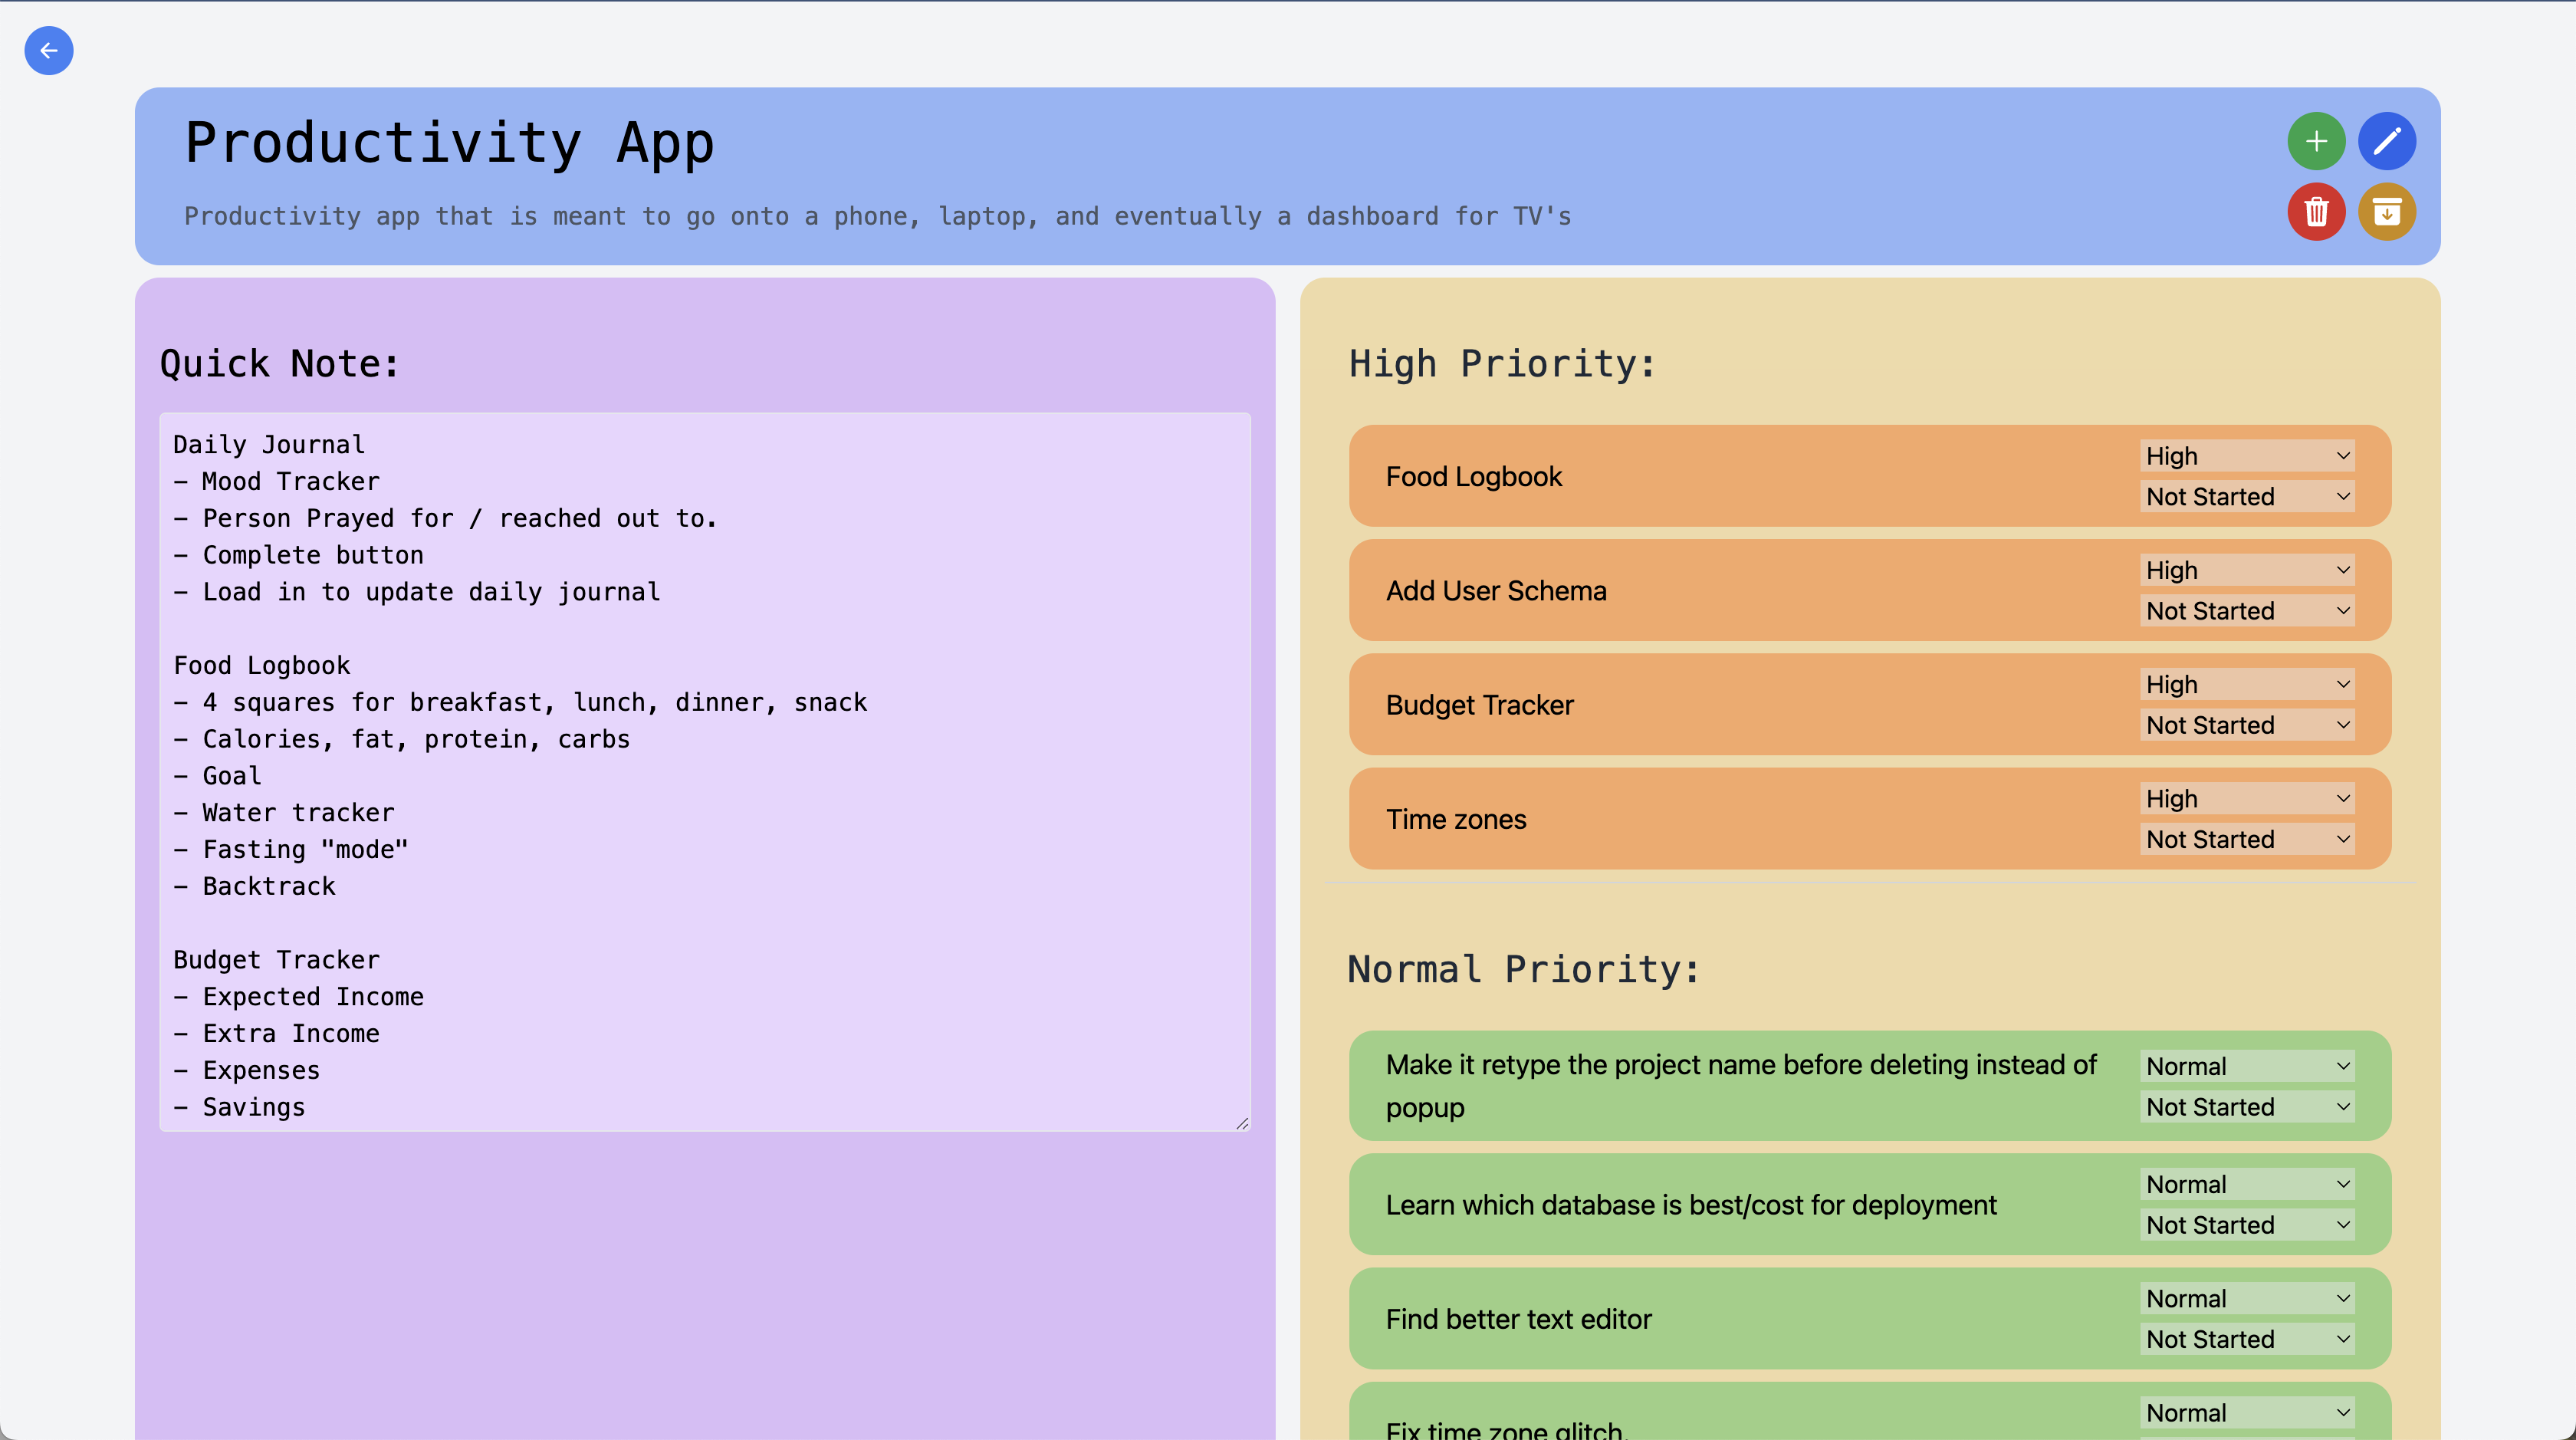 Productivity App
Productivity app that is meant to go onto a phone, laptop, and eventually a dashboard for TV's
Quick Note:
Daily Journal
- Mood Tracker
- Person Prayed for / reached out to.
- Complete button
- Load in to update daily journal
Food Logbook
- 4 squares for breakfast, lunch, dinner, snack
- Calories, fat, protein, carbs
- Goal
- Water tracker
- Fasting "mode"
- Backtrack
Budget Tracker
- Expected Income
- Extra Income
- Expenses
- Savings
High Priority:
Food Logbook
High
Not Started
Add User Schema
High
Not Started
Budget Tracker
High
Not Started
Time zones
High
Not Started
Normal Priority:
Make it retype the project name before deleting instead of
popup
Normal
Not Started
Learn which database is best/cost for deployment
Normal
Not Started
Find better text editor
Normal
Not Started
Fix time zone glitch.
Normal